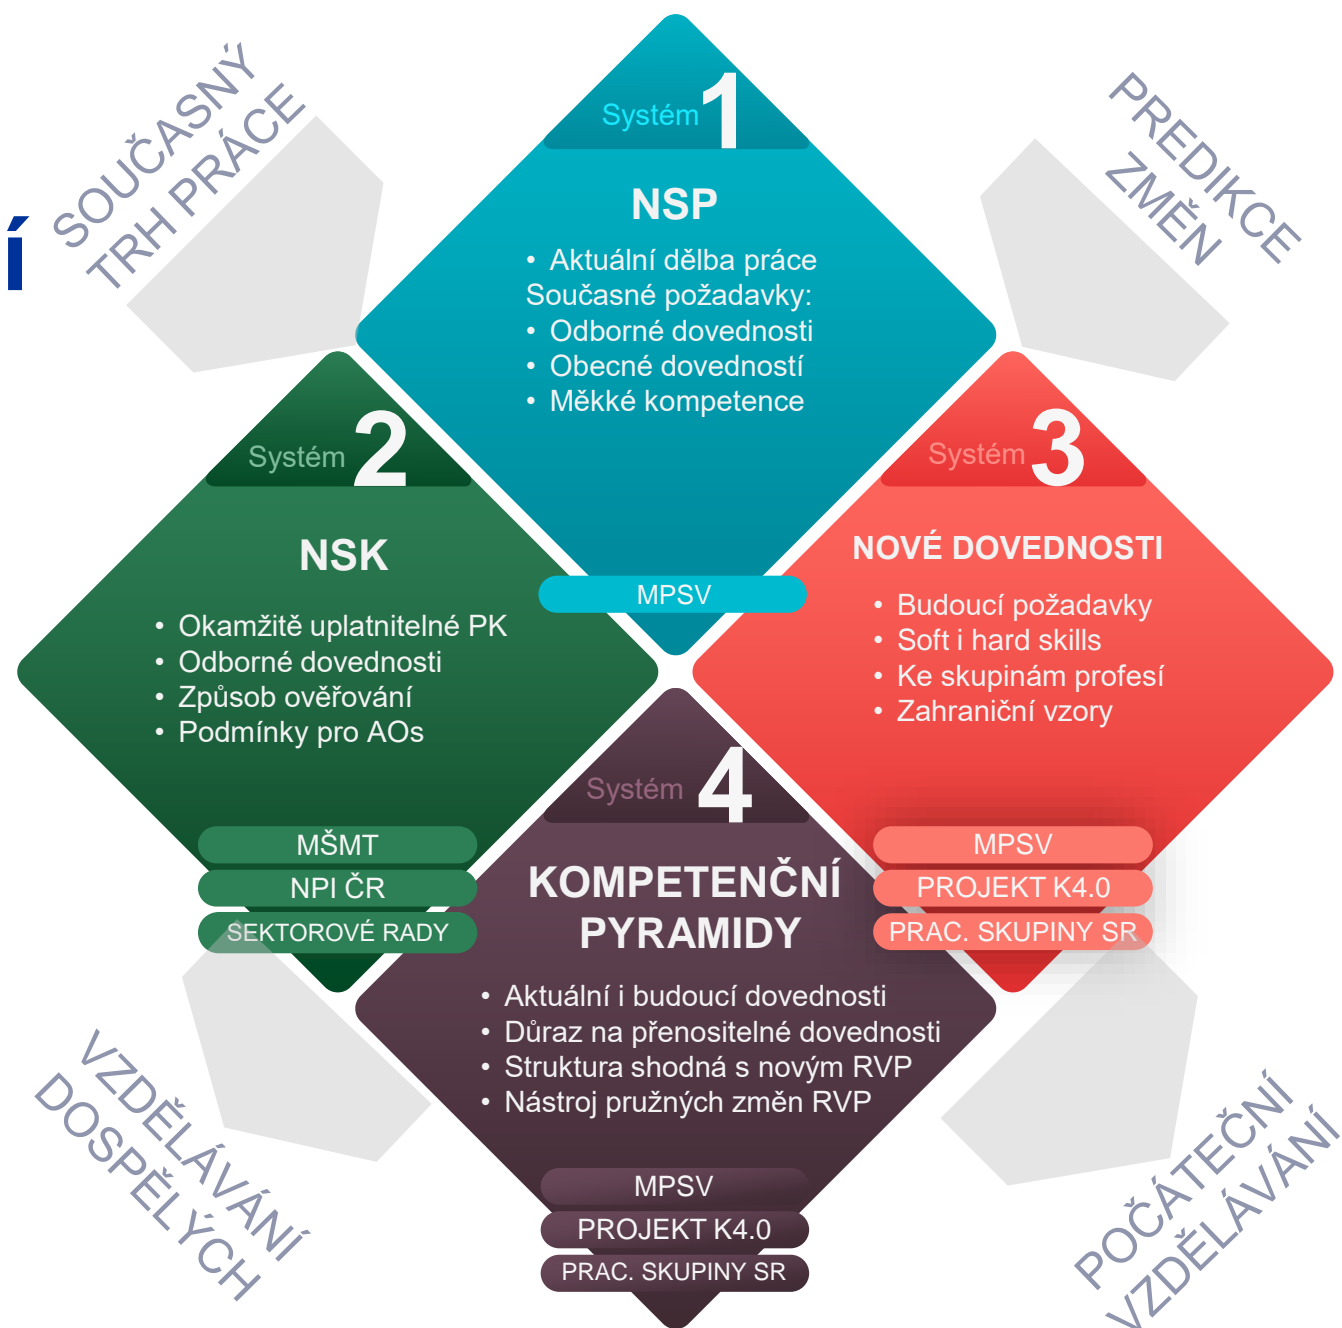 SOUČASNÝ
TRH PRÁCE
PREDIKCE
ZMĚN
Í
Systém 1
NSP
• Aktuální dělba práce
Současné požadavky:
• Odborné dovednosti
• Obecné dovedností
• Měkké kompetence
MPSV
Systém 2
NSK
• Okamžitě uplatnitelné PK
• Odborné dovednosti
• Způsob ověřování
• Podmínky pro AOs
MŠMT
NPI ČR
SEKTOROVÉ RADY
Systém 3
NOVÉ DOVEDNOSTI
• Budoucí požadavky
• Soft i hard skills
• Ke skupinám profesí
• Zahraniční vzory
MPSV
PROJEKT K4.0
PRAC. SKUPINY SR
Systém 4
KOMPETENČNÍ
PYRAMIDY
• Aktuální i budoucí dovednosti
• Důraz na přenositelné dovednosti
• Struktura shodná s novým RVP
• Nástroj pružných změn RVP
MPSV
PROJEKT K4.0
PRAC. SKUPINY SR
VZDĚLÁVÁNÍ
DOSPĚLÝCH
POČÁTEČNÍ
VZDĚLÁVÁNÍ